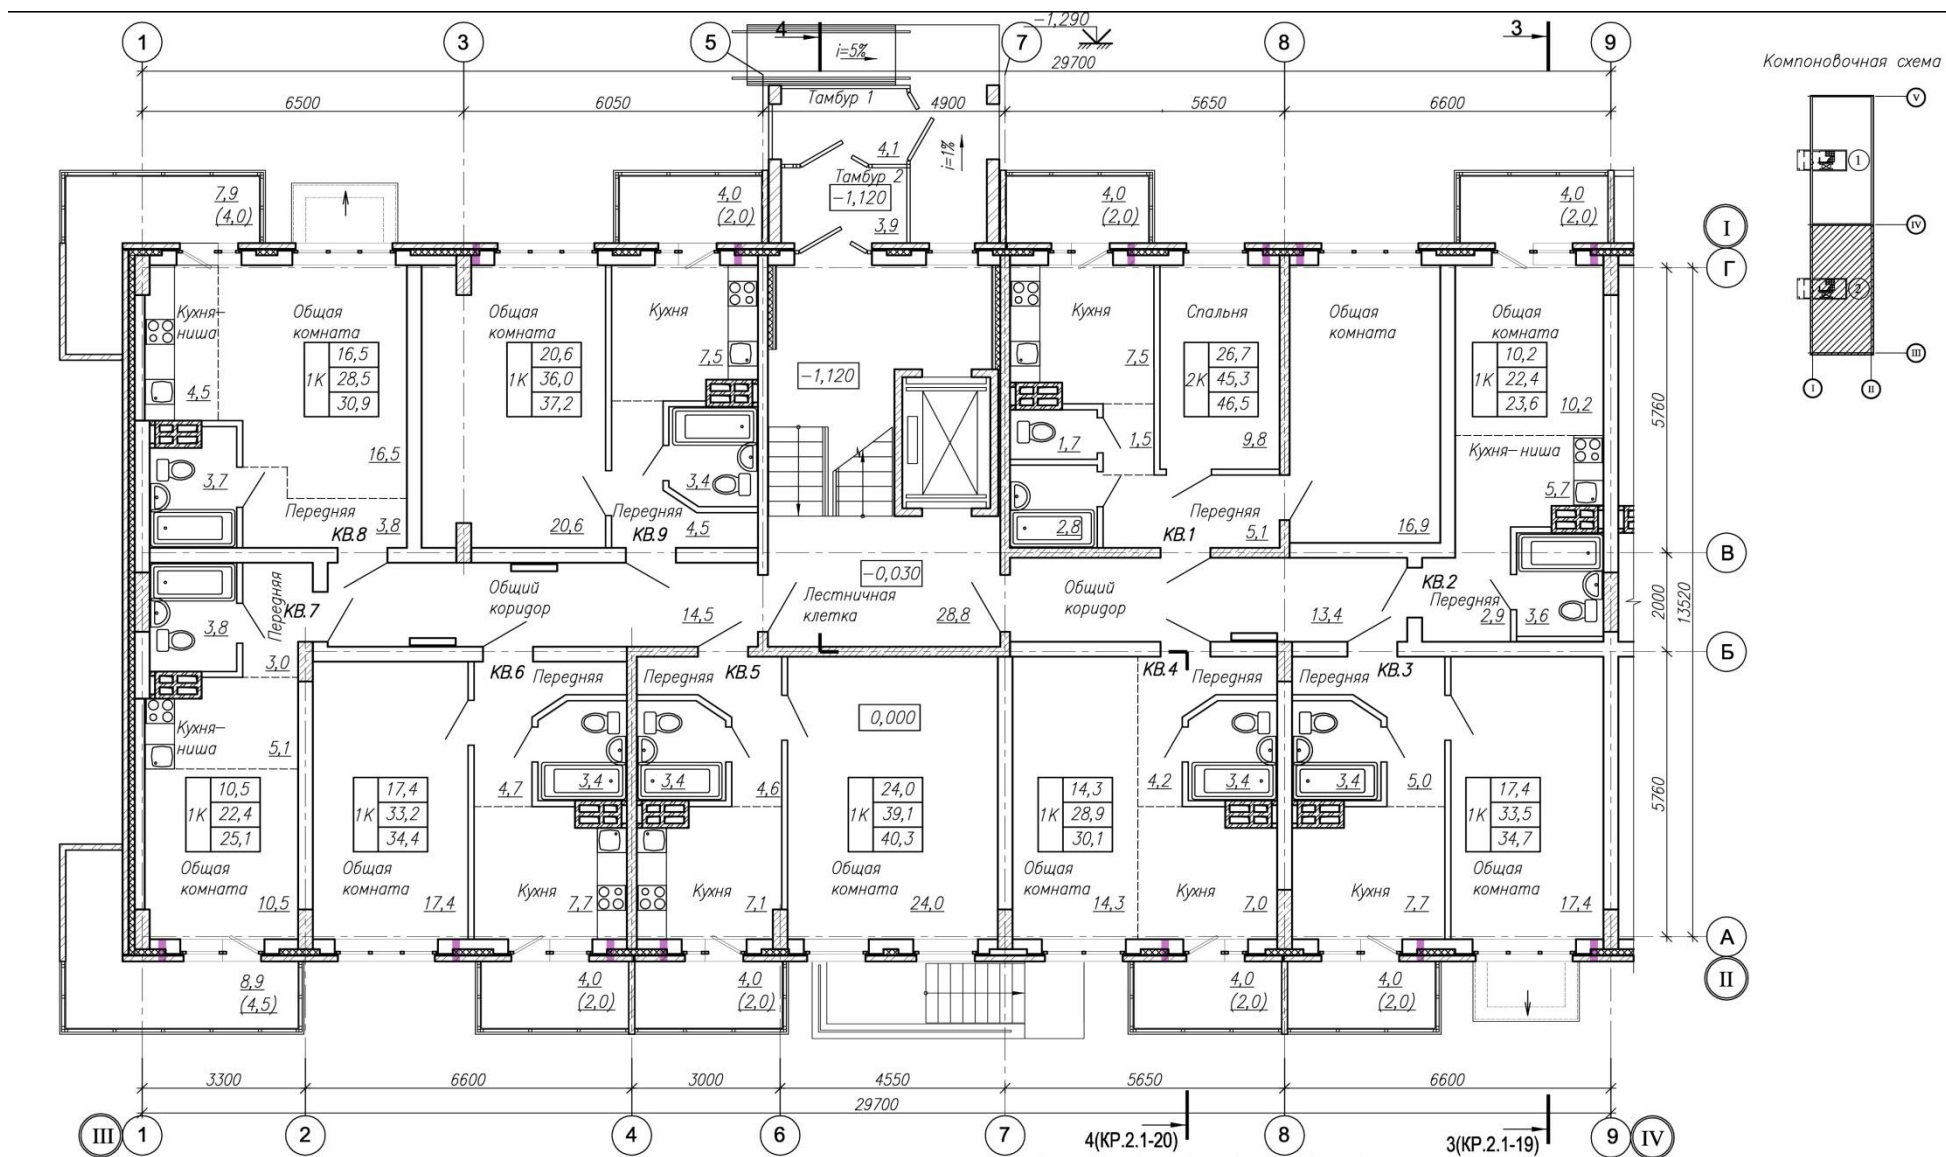 1
3
5
7
8
9
4
3
-1,290
i=5%
29700
6500
6050
4900
5650
6600
Компоновочная схема
V
1
IV
2
III
I
II
Тамбур 1
4,1
i=1%
Тамбур 2
-1,120
3,9
7,9
(4,0)
4,0
(2,0)
4,0
(2,0)
4,0
(2,0)
I
Г
Кухня-
ниша
4,5
Общая
комната
1К
16,5
28,5
30,9
16,5
3,7
Передняя
3,8
КВ.8
Общая
комната
1К
20,6
36,0
37,2
20,6
Кухня
7,5
3,4
Передняя
4,5
КВ.9
-1,120
Кухня
7,5
1,7
1,5
2,8
Спальня
2К
26,7
45,3
46,5
9,8
Передняя
5,1
КВ.1
Общая
комната
16,9
Общая
комната
1К
10,2
22,4
23,6
10,2
Кухня-ниша
5,7
КВ.2
Передняя
2,9
3,6
5760
2000
13520
5760
В
Б
Передняя
КВ.7
3,8
3,0
Общий
коридор
14,5
-0,030
Лестничная
клетка
28,8
Общий
коридор
13,4
Кухня-
ниша
5,1
1К
10,5
22,4
25,1
Общая
комната
10,5
КВ.6
Передняя
1К
17,4
33,2
34,4
Общая
комната
17,4
4,7
3,4
Кухня
7,7
Передняя
КВ.5
3,4
4,6
Кухня
7,1
0,000
1К
24,0
39,1
40,3
Общая
комната
24,0
КВ.4
Передняя
1К
14,3
28,9
30,1
Общая
комната
14,3
4,2
3,4
Кухня
7,0
Передняя
КВ.3
3,4
5,0
Кухня
7,7
1К
17,4
33,5
34,7
Общая
комната
17,4
А
II
8,9
(4,5)
4,0
(2,0)
4,0
(2,0)
4,0
(2,0)
4,0
(2,0)
3300
6600
3000
4550
5650
6600
29700
III
1
2
4
6
7
4(КР.2.1-20)
8
3(КР.2.1-19)
9
IV